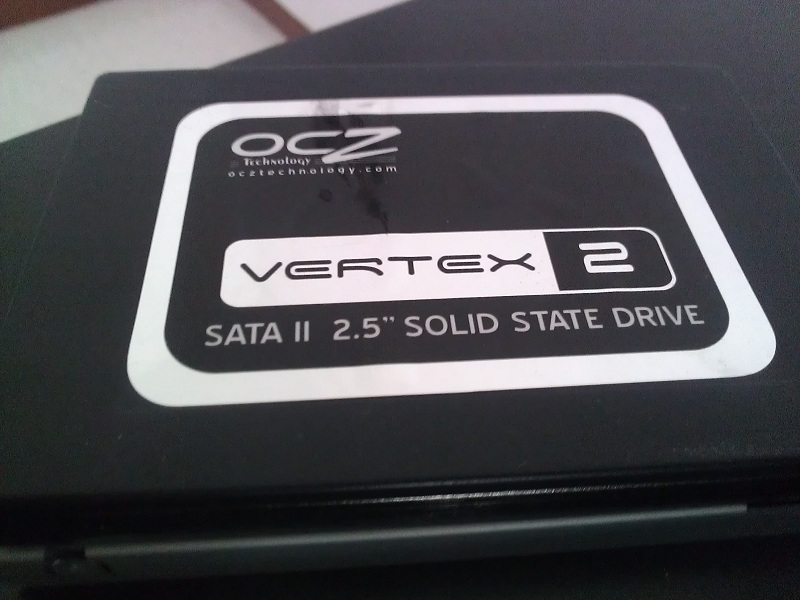 OCZ
Technology
ocztechnology.com
VERTEX 2
SATA II 2.5" SOLID STATE DRIVE